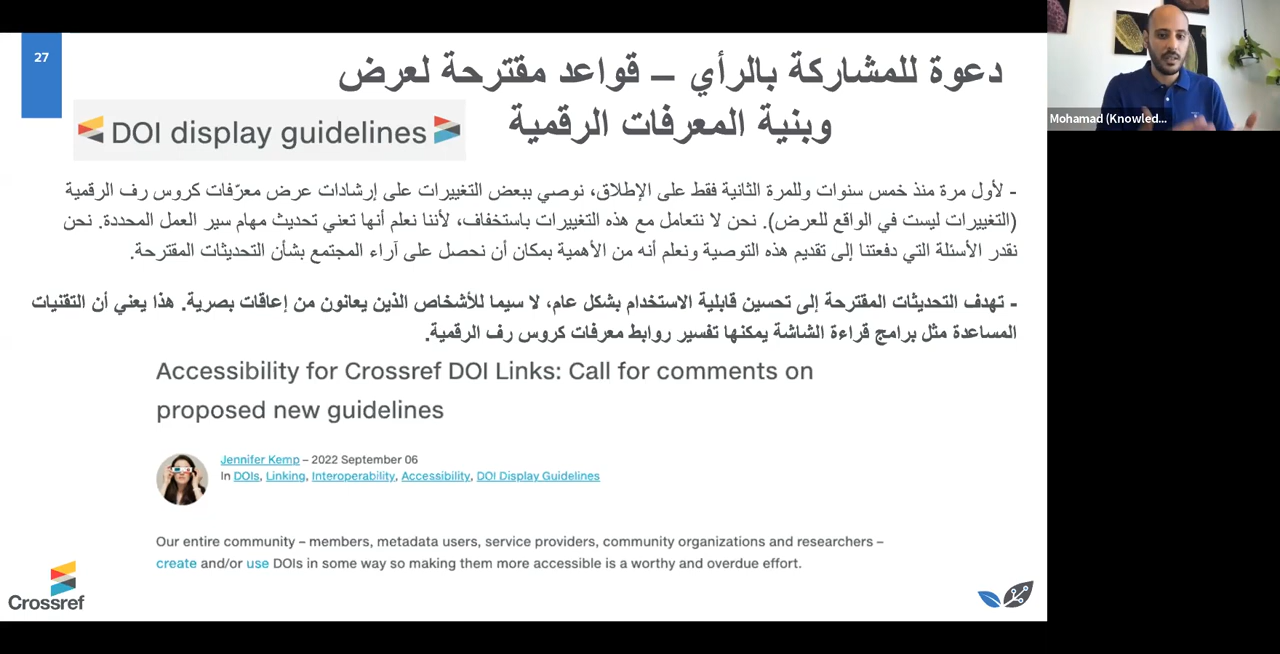 27
دعوة للمشاركة بالرأي – قواعد مقترحة لعرض
وبنية المعرفات الرقمية
DOI display guidelines
- لأول مرة منذ خمس سنوات وللمرة الثانية فقط على الإطلاق، نوصي ببعض التغييرات على إرشادات عرض معرّفات كروس رف الرقمية
(التغييرات ليست في الواقع للعرض). نحن لا نتعامل مع هذه التغييرات باستخفاف، لأننا نعلم أنها تعني تحديث مهام سير العمل المحددة. نحن
نقدر الأسئلة التي دفعتنا إلى تقديم هذه التوصية ونعلم أنه من الأهمية بمكان أن نحصل على آراء المجتمع بشأن التحديثات المقترحة.
- تهدف التحديثات المقترحة إلى تحسين قابلية الاستخدام بشكل عام، لا سيما للأشخاص الذين يعانون من إعاقات بصرية. هذا يعني أن التقنيات
المساعدة مثل برامج قراءة الشاشة يمكنها تفسير روابط معرفات كروس رف الرقمية.
Accessibility for Crossref DOI Links: Call for comments on
proposed new guidelines
Jennifer Kemp – 2022 September 06
In DOIs, Linking, Interoperability, Accessibility, DOI Display Guidelines
Our entire community – members, metadata users, service providers, community organizations and researchers –
create and/or use DOIs in some way so making them more accessible is a worthy and overdue effort.
Crossref
Mohamad (Knowled...